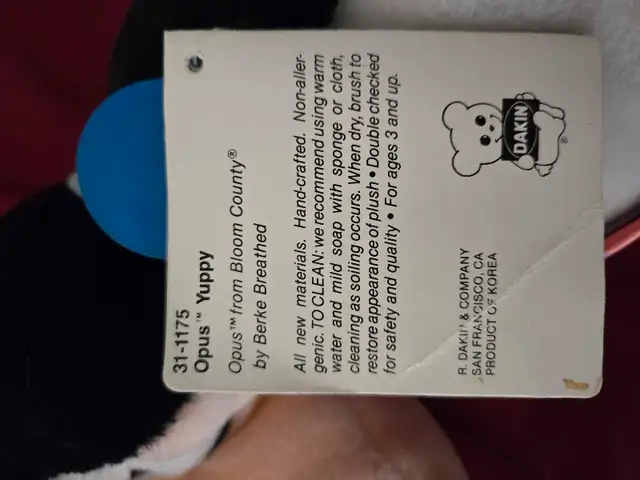 31-1175
Opus™ Yuppy
Opus™ from Bloom County®
by Berke Breathed
All new materials. Hand-crafted. Non-aller-
genic. TO CLEAN: we recommend using warm
water and mild soap with sponge or cloth,
cleaning as soiling occurs. When dry, brush to
restore appearance of plush • Double checked
for safety and quality • For ages 3 and up.
DAKIN
®
R. DAKIN & COMPANY
SAN FRANCISCO, CA
PRODUCT OF KOREA